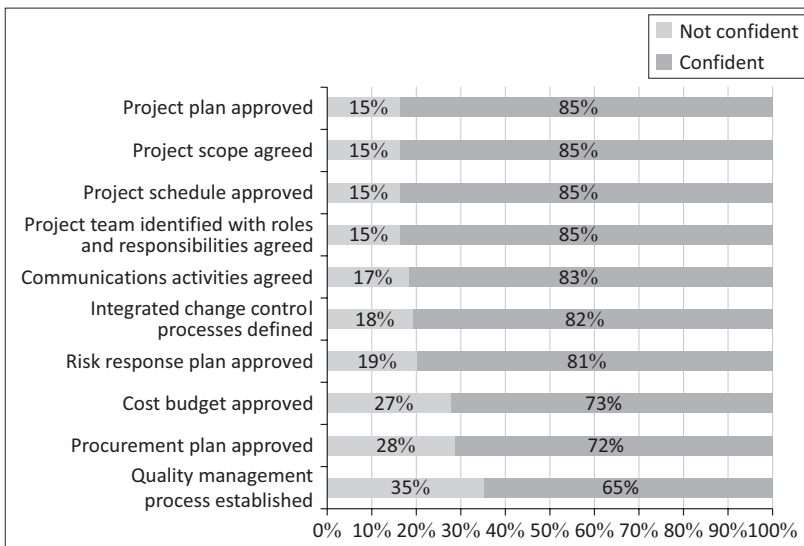 Not confident
Confident
Project plan approved 15% 85%
Project scope agreed 15% 85%
Project schedule approved 15% 85%
Project team identified with roles
and responsibilities agreed 15% 85%
Communications activities agreed 17% 83%
Integrated change control
processes defined 18% 82%
Risk response plan approved 19% 81%
Cost budget approved 27% 73%
Procurement plan approved 28% 72%
Quality management
process established 35% 65%
0% 10% 20% 30% 40% 50% 60% 70% 80% 90% 100%